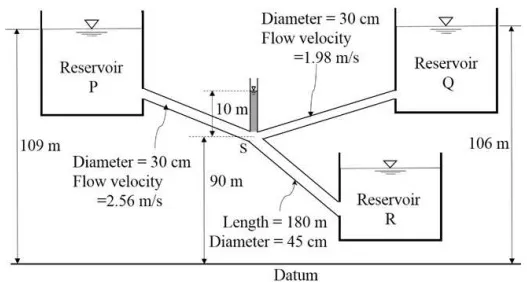 Diameter = 30 cm
Flow velocity
=1.98 m/s
Reservoir
P
Reservoir
Q
10 m
109 m
S
106 m
Diameter = 30 cm
Flow velocity
=2.56 m/s
90 m
Reservoir
R
Length = 180 m
Diameter = 45 cm
Datum